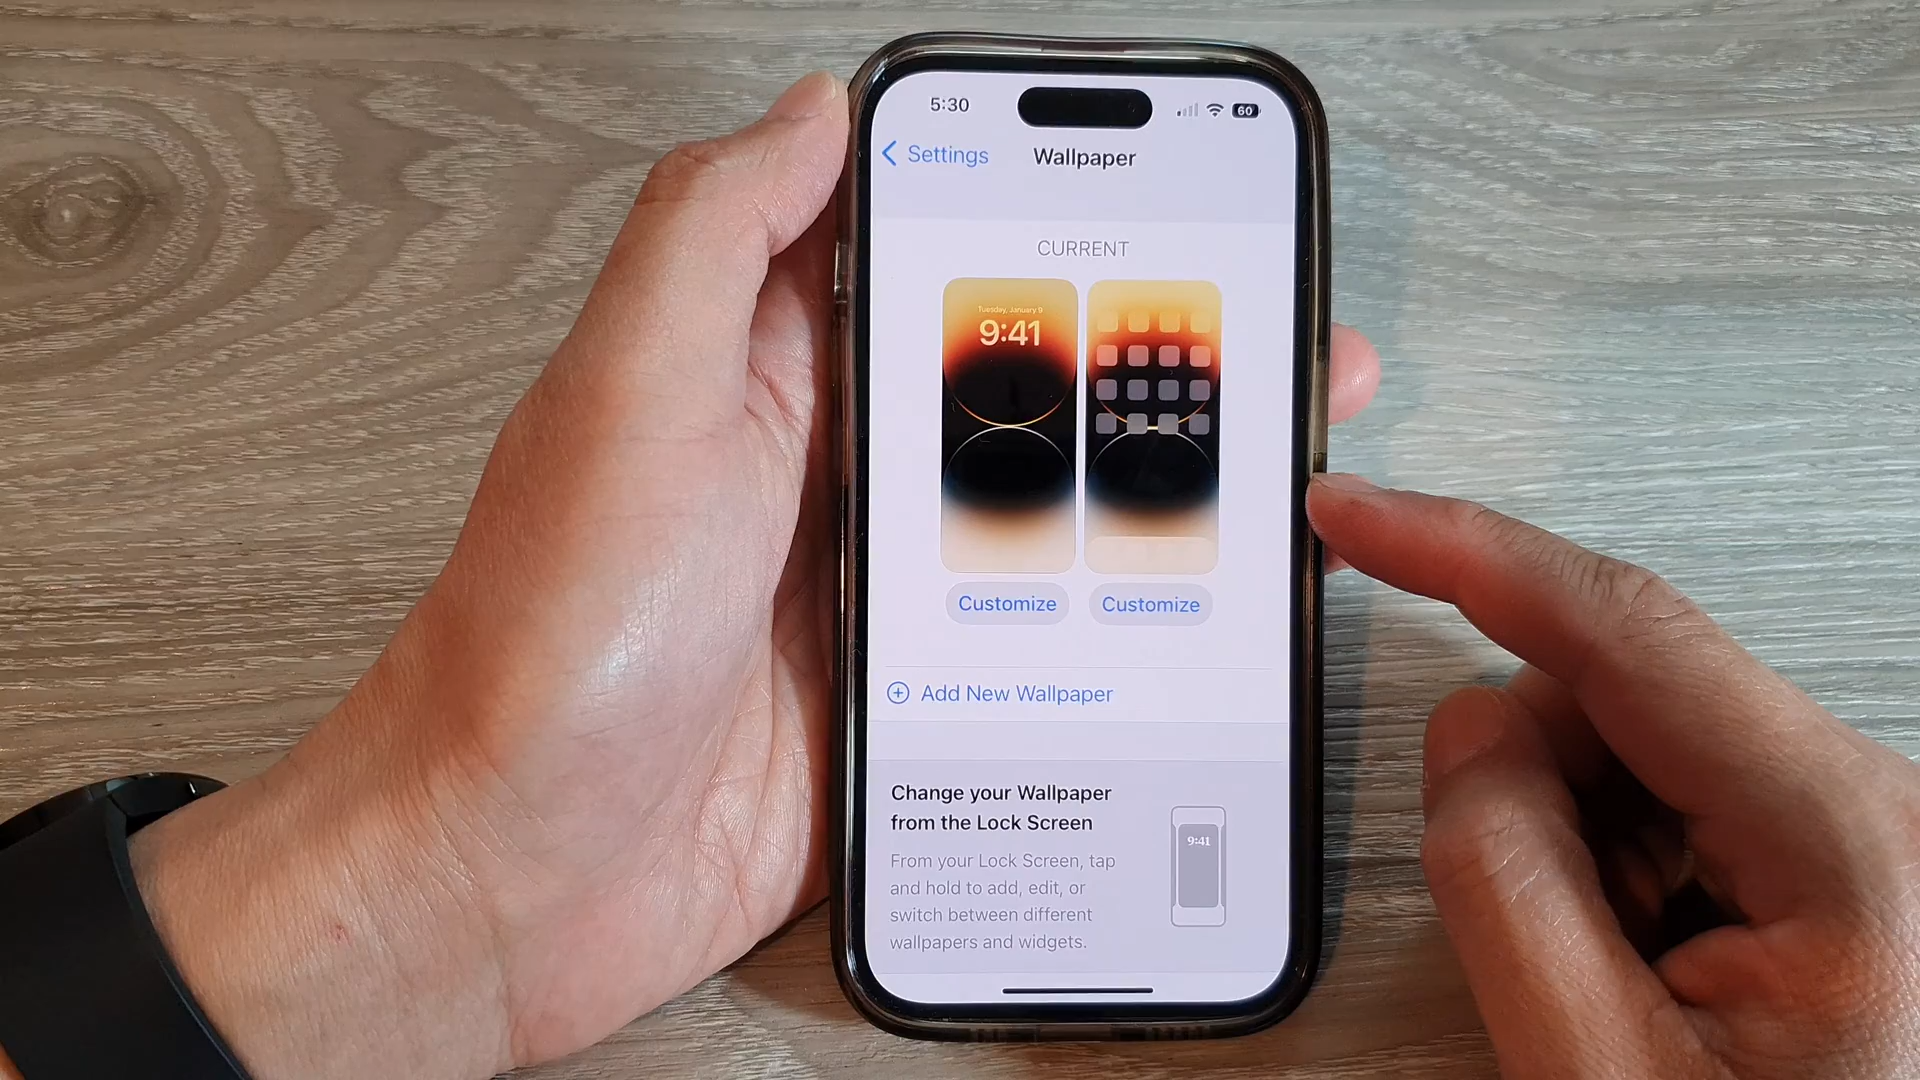 5:30
60
Settings
Wallpaper
CURRENT
Tuesday, January 9
9:41
Customize
Customize
Add New Wallpaper
Change your Wallpaper
from the Lock Screen
9:41
From your Lock Screen, tap
and hold to add, edit, or
switch between different
wallpapers and widgets.